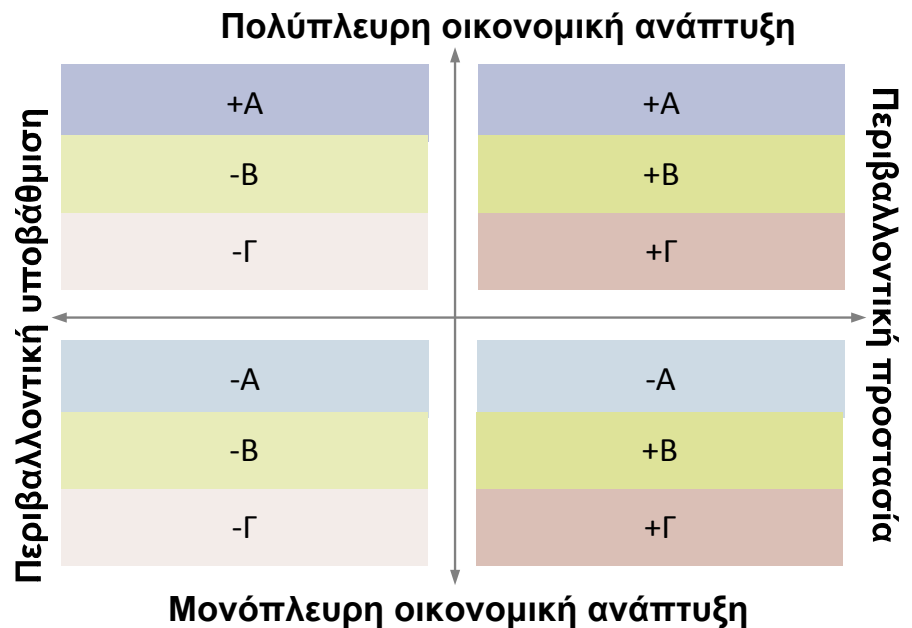 Πολύπλευρη οικονομική ανάπτυξη
Περιβαλλοντική υποβάθμιση
+Α
-Β
-Γ
+Α
+Β
+Γ
Περιβαλλοντική προστασία
-Α
-Β
-Γ
-Α
+Β
+Γ
Μονόπλευρη οικονομική ανάπτυξη